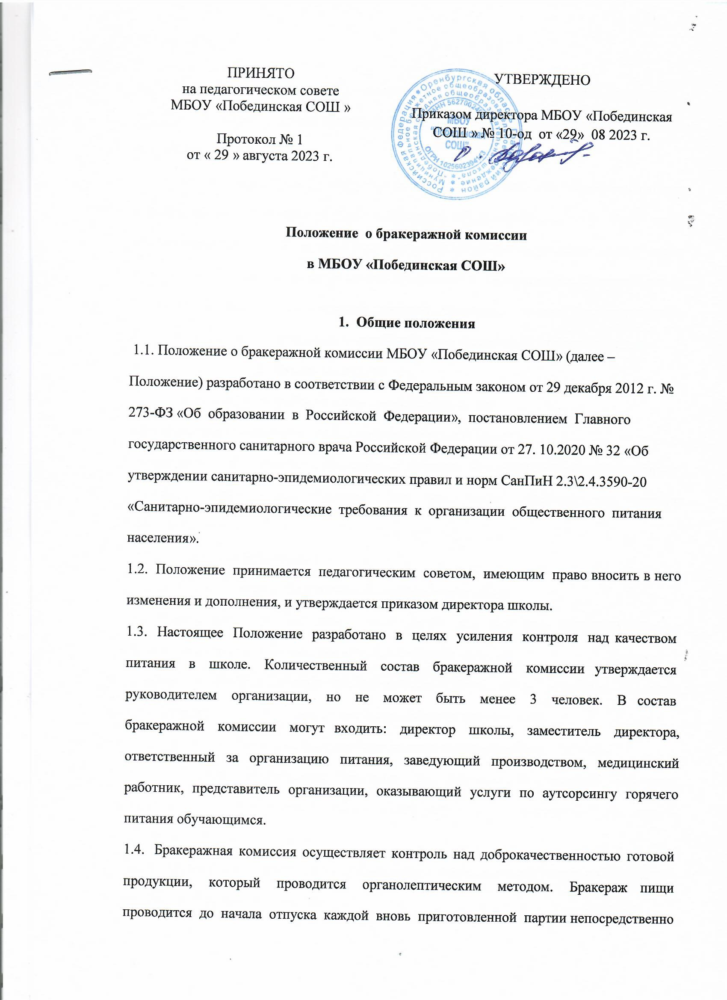 ПРИНЯТО
на педагогическом совете
МБОУ «Побединская СОШ »
Протокол № 1
от « 29 » августа 2023 г.
УТВЕРЖДЕНО
Приказом директора МБОУ «Побединская
СОШ » № 10-од от «29» 08 2023 г.
Российская Федерация * Оренбургская область
район
МБОУ
"Побединская
СОШ"
Положение о бракеражной комиссии
в МБОУ «Побединская СОШ»
1. Общие положения
1.1. Положение о бракеражной комиссии МБОУ «Побединская СОШ» (далее –
Положение) разработано в соответствии с Федеральным законом от 29 декабря 2012 г. №
273-ФЗ «Об образовании в Российской Федерации», постановлением Главного
государственного санитарного врача Российской Федерации от 27. 10.2020 № 32 «Об
утверждении санитарно-эпидемиологических правил и норм СанПиН 2.3\2.4.3590-20
«Санитарно-эпидемиологические требования к организации общественного питания
населения».
1.2. Положение принимается педагогическим советом, имеющим право вносить в него
изменения и дополнения, и утверждается приказом директора школы.
1.3. Настоящее Положение разработано в целях усиления контроля над качеством
питания в школе. Количественный состав бракеражной комиссии утверждается
руководителем организации, но не может быть менее 3 человек. В состав
бракеражной комиссии могут входить: директор школы, заместитель директора,
ответственный за организацию питания, заведующий производством, медицинский
работник, представитель организации, оказывающий услуги по аутсорсингу горячего
питания обучающимся.
1.4. Бракеражная комиссия осуществляет контроль над доброкачественностью готовой
продукции, который проводится органолептическим методом. Бракераж пищи
проводится до начала отпуска каждой вновь приготовленной партии непосредственно